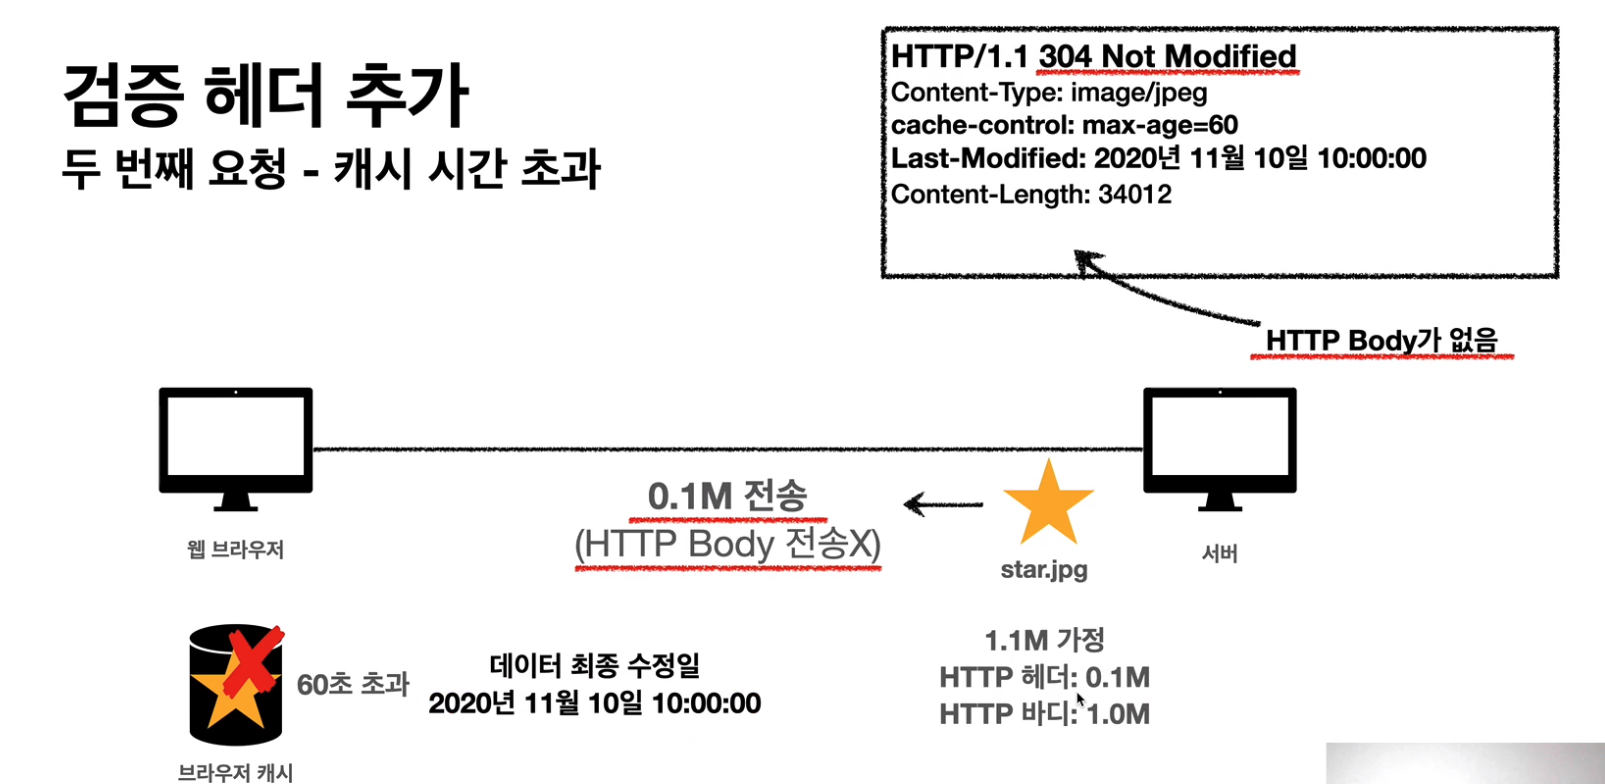 검증 헤더 추가
두 번째 요청 - 캐시 시간 초과
HTTP/1.1 304 Not Modified
Content-Type: image/jpeg
cache-control: max-age=60
Last-Modified: 2020년 11월 10일 10:00:00
Content-Length: 34012
HTTP Body가 없음
0.1M 전송
(HTTP Body 전송X)
웹 브라우저
star.jpg
서버
60초 초과
데이터 최종 수정일
2020년 11월 10일 10:00:00
1.1M 가정
HTTP 헤더: 0.1M
HTTP 바디: 1.0M
브라우저 캐시